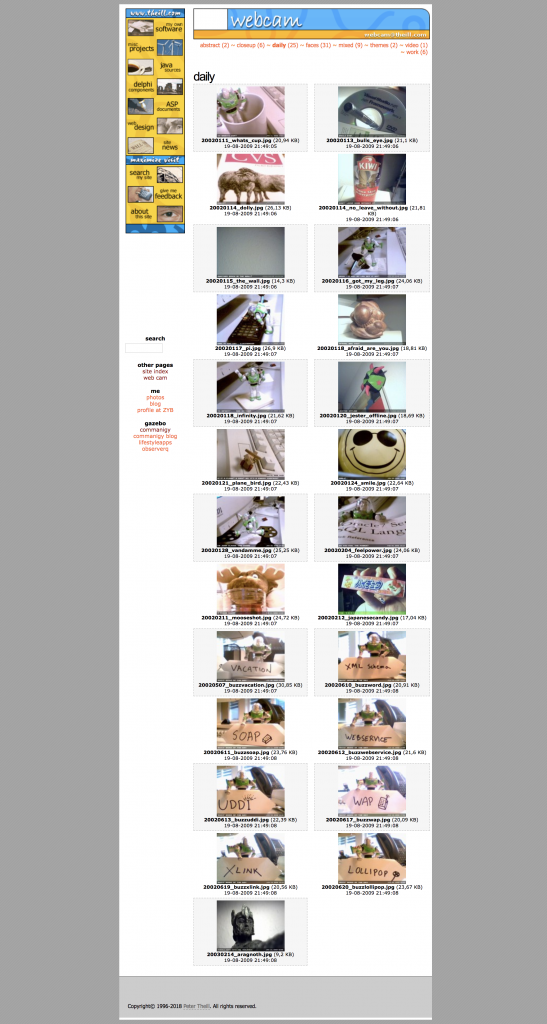 www.theill.com
my own
software
misc
projects
java
sources
delphi
components
ASP
documents
web
design
site
news
maximize visit
search
my site
give me
feedback
about
this site
search
other pages
site index
web cam
me
photos
blog
profile at ZYB
gazebo
commanigy
commanigy blog
lifestyleapps
observerq
webcam
webcam.theill.com
abstract (2) ~ closeup (6) ~ daily (25) ~ faces (31) ~ mixed (9) ~ themes (2) ~ video (1)
~ work (6)
daily
20020111_whats_cup.jpg (20,94 KB)
19-08-2009 21:49:05
20020113_bulls_eye.jpg (21,1 KB)
19-08-2009 21:49:06
CVS
20020114_dolly.jpg (26,13 KB)
19-08-2009 21:49:06
KIWI
20020114_no_leave_without.jpg (21,81
KB)
19-08-2009 21:49:06
20020115_the_wall.jpg (14,3 KB)
19-08-2009 21:49:06
20020116_got_my_leg.jpg (24,06 KB)
19-08-2009 21:49:07
20020117_pi.jpg (26,9 KB)
19-08-2009 21:49:07
20020118_afraid_are_you.jpg (18,81 KB)
19-08-2009 21:49:07
20020118_infinity.jpg (21,62 KB)
19-08-2009 21:49:07
20020120_jester_offline.jpg (18,69 KB)
19-08-2009 21:49:07
20020121_plane_bird.jpg (22,43 KB)
19-08-2009 21:49:07
20020124_smile.jpg (22,64 KB)
19-08-2009 21:49:07
20020128_vandamme.jpg (25,25 KB)
19-08-2009 21:49:07
20020204_feelpower.jpg (24,06 KB)
19-08-2009 21:49:07
20020211_mooseshot.jpg (24,72 KB)
19-08-2009 21:49:07
20020212_japanesecandy.jpg (17,04 KB)
19-08-2009 21:49:07
VACATION
20020507_buzzvacation.jpg (30,85 KB)
19-08-2009 21:49:07
XML Schema
20020610_buzzword.jpg (20,91 KB)
19-08-2009 21:49:08
SOAP
20020611_buzzsoap.jpg (23,76 KB)
19-08-2009 21:49:08
WEBSERVICE
20020612_buzzwebservice.jpg (21,6 KB)
19-08-2009 21:49:08
UDDI
20020613_buzzuddi.jpg (22,39 KB)
19-08-2009 21:49:08
WAP
20020617_buzzwap.jpg (20,09 KB)
19-08-2009 21:49:08
XLINK
20020619_buzzxlink.jpg (20,56 KB)
19-08-2009 21:49:08
LOLLIPOP
20020620_buzzlollipop.jpg (23,67 KB)
19-08-2009 21:49:08
20030214_aragnoth.jpg (9,2 KB)
19-08-2009 21:49:08
Copyright© 1996-2018 Peter Theill. All rights reserved.